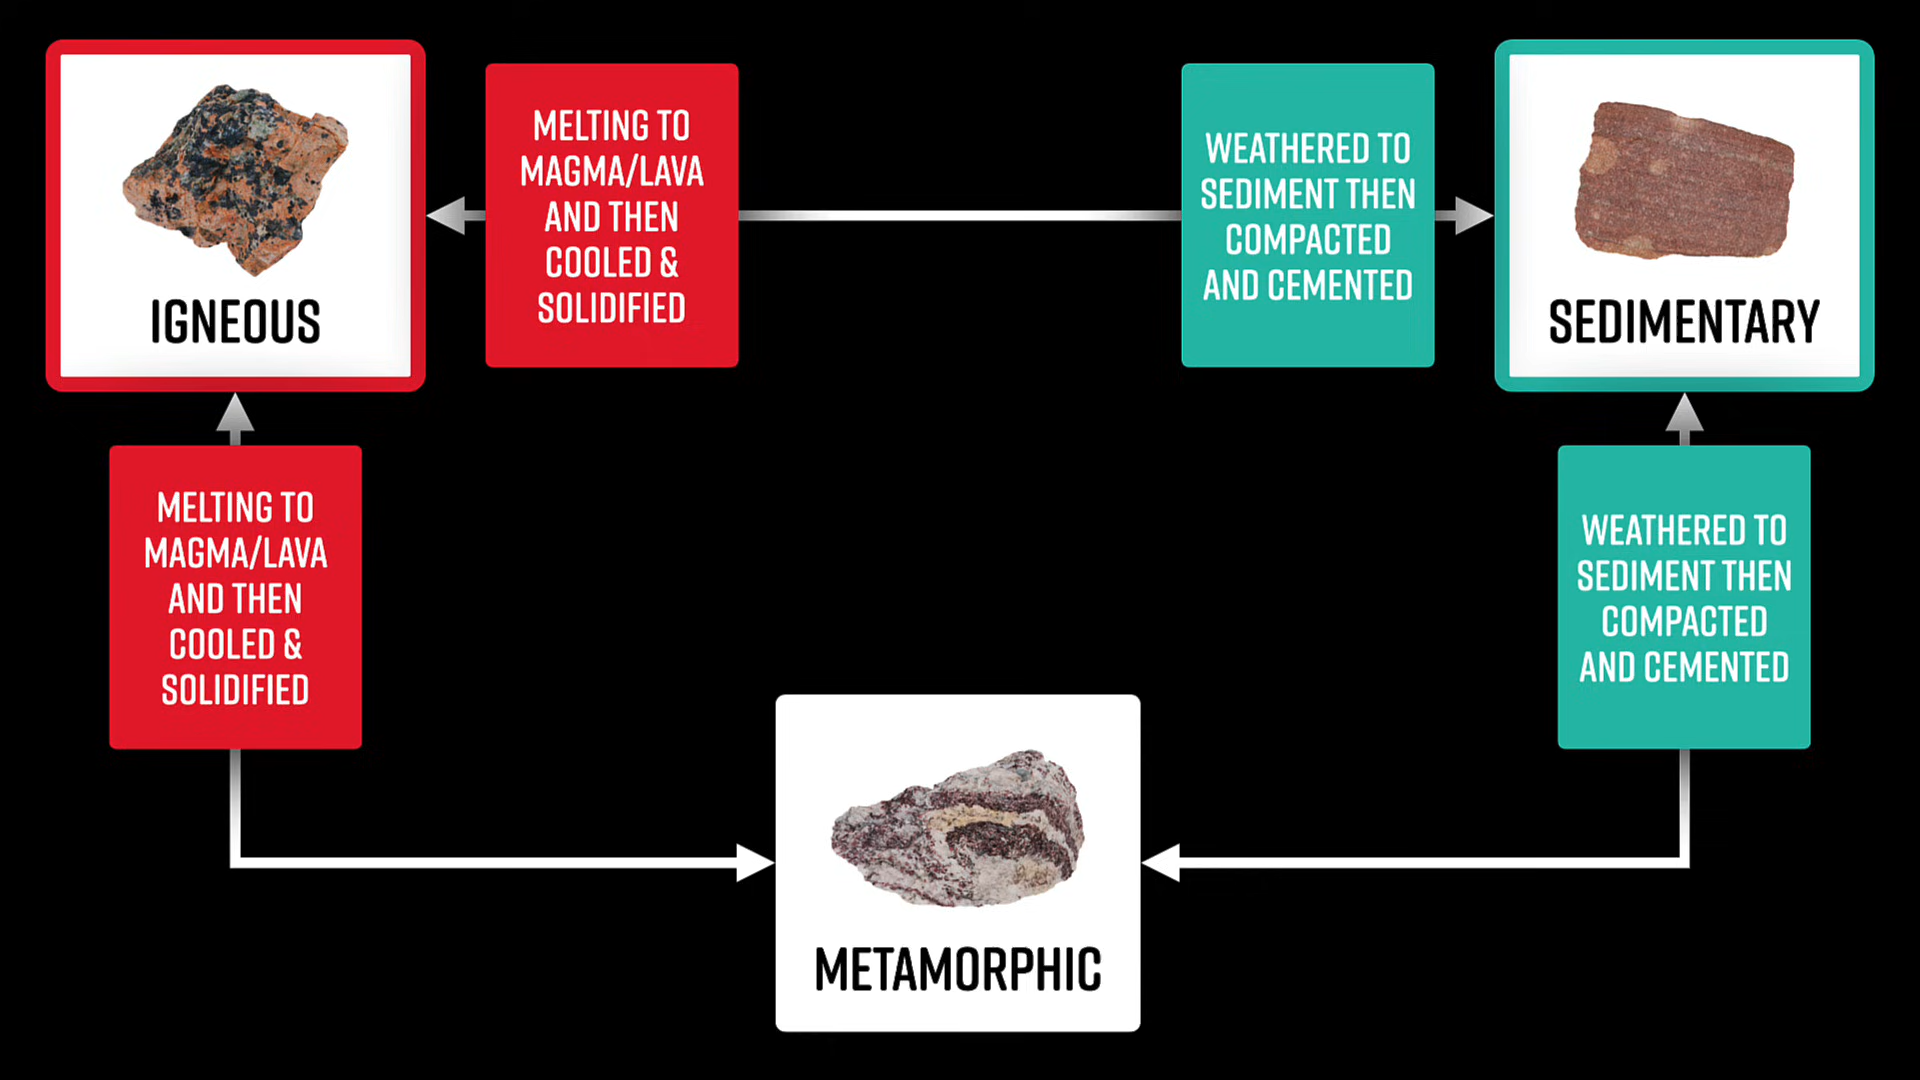 IGNEOUS
MELTING TO
MAGMA/LAVA
AND THEN
COOLED &
SOLIDIFIED
WEATHERED TO
SEDIMENT THEN
COMPACTED
AND CEMENTED
SEDIMENTARY
MELTING TO
MAGMA/LAVA
AND THEN
COOLED &
SOLIDIFIED
WEATHERED TO
SEDIMENT THEN
COMPACTED
AND CEMENTED
METAMORPHIC